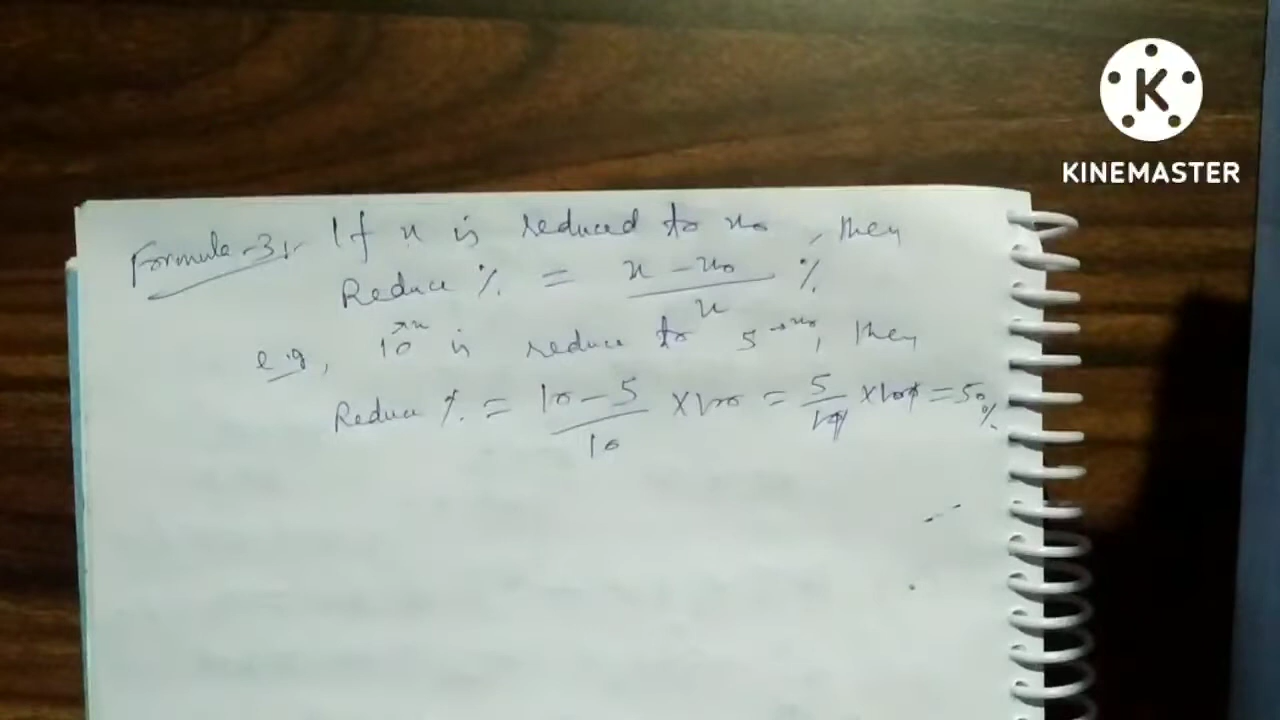 KINEMASTER
Formula-3:- If x is reduced to x₀, then
Reduce % = x - x₀ / x %
e.g., 10→x is reduce to 5→x₀, then
Reduce % = 10-5 / 10 ×100 = 5/10 ×100 = 50%